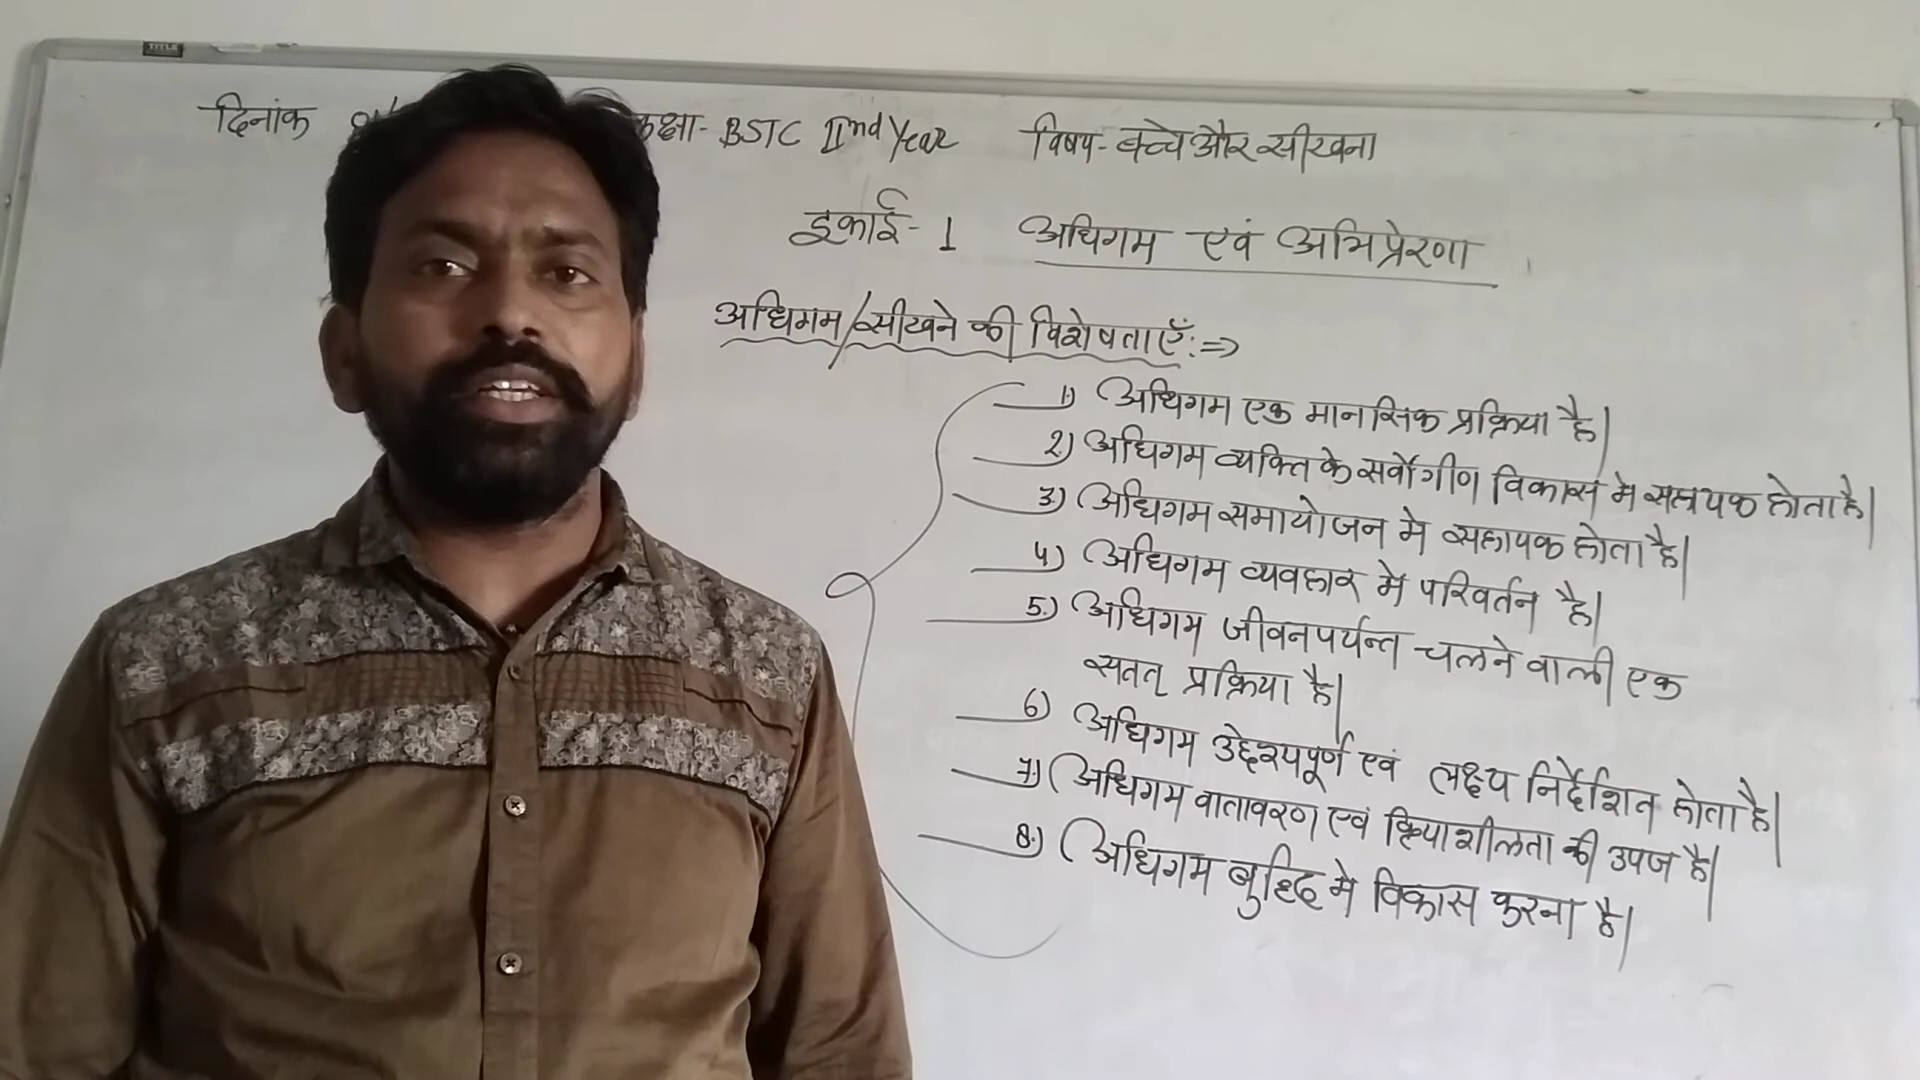 दिनांक
कक्षा- BSTC IInd Year विषय- बच्चे और सीखना
इकाई- 1 अधिगम एवं अभिप्रेरणा
अधिगम/सीखने की विशेषताएँ:⇒
1.) अधिगम एक मानसिक प्रक्रिया है।
2.) अधिगम व्यक्ति के सर्वांगीण विकास मे सहायक होता है।
3.) अधिगम समायोजन मे सहायक होता है।
4.) अधिगम व्यवहार मे परिवर्तन है।
5.) अधिगम जीवनपर्यन्त चलने वाली एक
सतत् प्रक्रिया है।
6.) अधिगम उद्देश्यपूर्ण एवं लक्ष्य निर्देशित होता है।
7.) अधिगम वातावरण एवं क्रियाशीलता की उपज है।
8.) अधिगम बुद्धि मे विकास करना है।